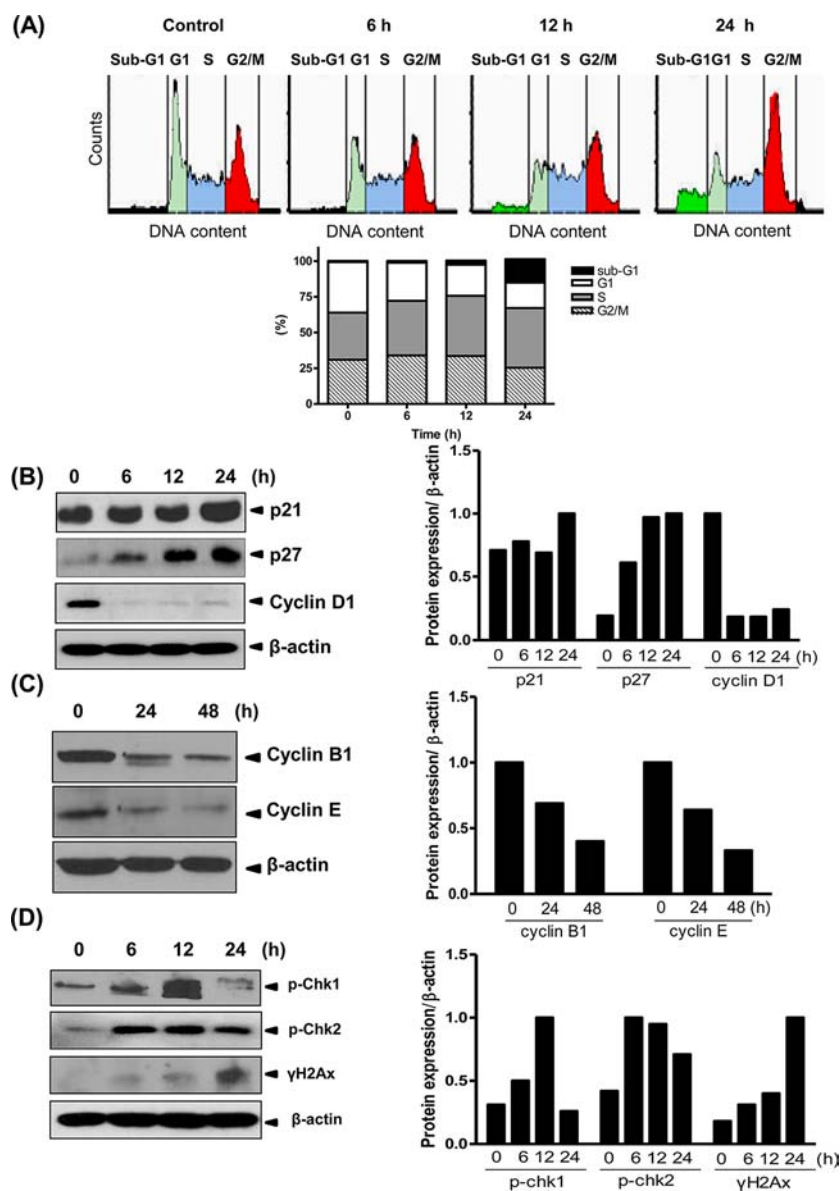 (A) Control 6 h 12 h 24 h
Sub-G1 G1 S G2/M Sub-G1 G1 S G2/M Sub-G1 G1 S G2/M Sub-G1 G1 S G2/M
Counts
DNA content DNA content DNA content DNA content
100
75
50
25
0
(%)
0 6 12 24
Time (h)
sub-G1
G1
S
G2/M
(B) 0 6 12 24 (h)
p21
p27
Cyclin D1
β-actin
Protein expression/ β-actin
1.5
1.0
0.5
0.0
0 6 12 24 0 6 12 24 0 6 12 24 (h)
p21 p27 cyclin D1
(C) 0 24 48 (h)
Cyclin B1
Cyclin E
β-actin
Protein expression/ β-actin
1.5
1.0
0.5
0.0
0 24 48 0 24 48 (h)
cyclin B1 cyclin E
(D) 0 6 12 24 (h)
p-Chk1
p-Chk2
γH2Ax
β-actin
Protein expression/ β-actin
1.5
1.0
0.5
0.0
0 6 12 24 0 6 12 24 0 6 12 24 (h)
p-chk1 p-chk2 γH2Ax